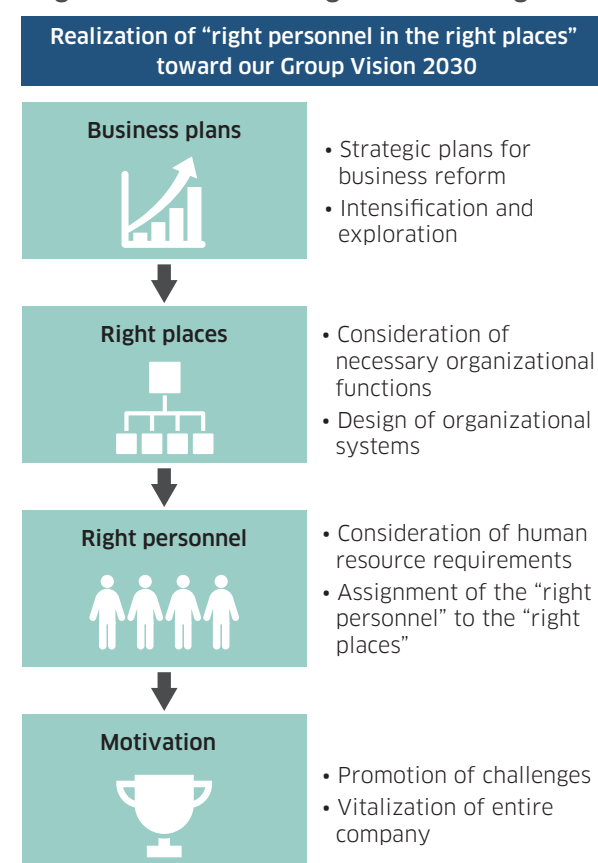 Realization of “right personnel in the right places”
toward our Group Vision 2030
Business plans
• Strategic plans for
business reform
• Intensification and
exploration
Right places
• Consideration of
necessary organizational
functions
• Design of organizational
systems
Right personnel
• Consideration of human
resource requirements
• Assignment of the “right
personnel” to the “right
places”
Motivation
• Promotion of challenges
• Vitalization of entire
company